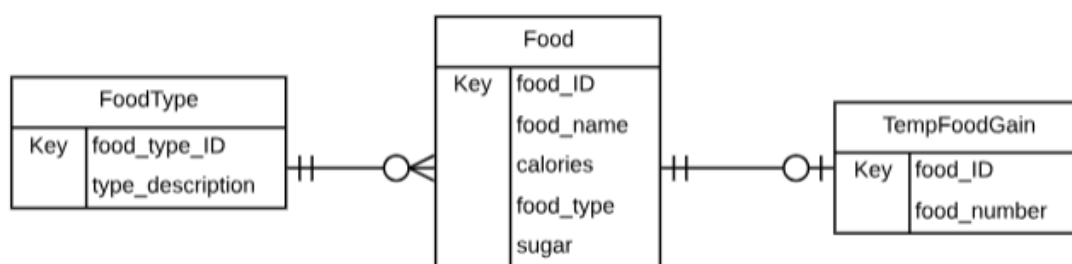 FoodType
Key food_type_ID
type_description
Food
Key food_ID
food_name
calories
food_type
sugar
TempFoodGain
Key food_ID
food_number